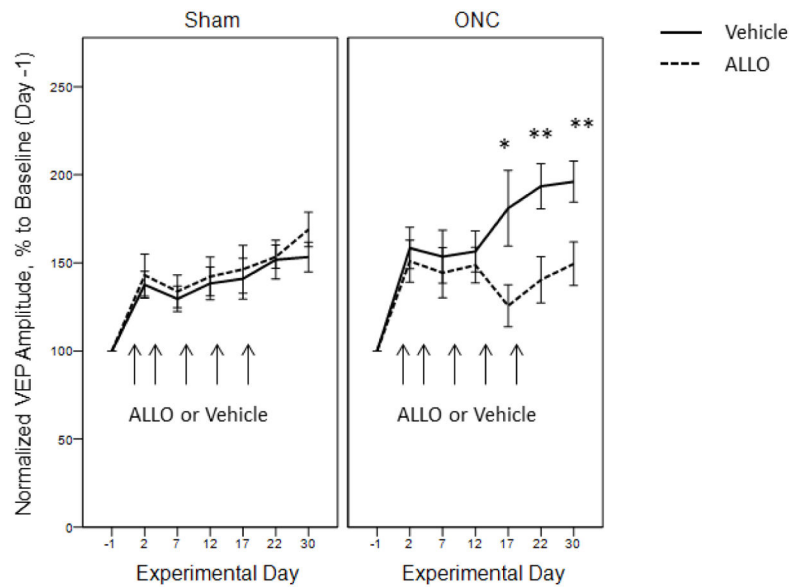 Sham
ONC
Vehicle
ALLO
Normalized VEP Amplitude, % to Baseline (Day -1)
250
200
150
100
50
0
* ** **
ALLO or Vehicle
ALLO or Vehicle
-1 2 7 12 17 22 30
-1 2 7 12 17 22 30
Experimental Day
Experimental Day